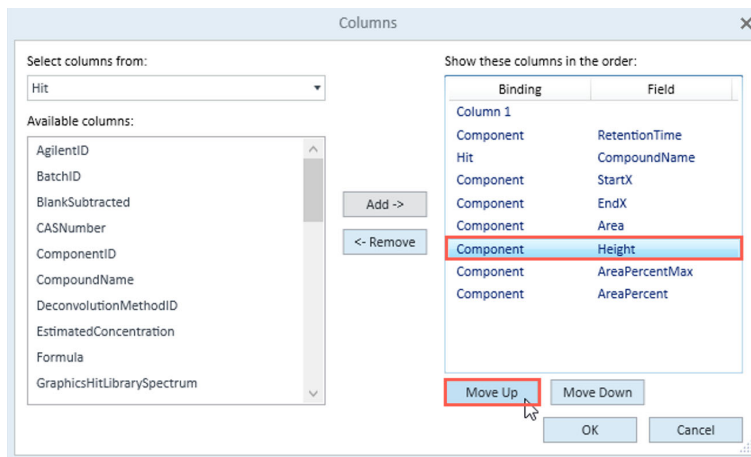 Columns
Select columns from:
Hit
Available columns:
AgilentID
BatchID
BlankSubtracted
CASNumber
ComponentID
CompoundName
DeconvolutionMethodID
EstimatedConcentration
Formula
GraphicsHitLibrarySpectrum
Add ->
<- Remove
Show these columns in the order:
Binding Field
Column 1
Component RetentionTime
Hit CompoundName
Component StartX
Component EndX
Component Area
Component Height
Component AreaPercentMax
Component AreaPercent
Move Up Move Down
OK Cancel